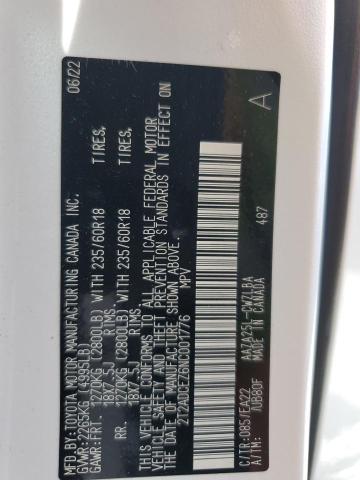 MFD. BY: TOYOTA MOTOR MANUFACTURING CANADA INC. 06/22
GVWR: 2265KG (4995LB)
GAWR: FRT. 1270KG (2800LB) WITH 235/60R18 TIRES,
18X7.5J RIMS
RR. 1270KG (2800LB) WITH 235/60R18 TIRES,
18X7.5J RIMS
THIS VEHICLE CONFORMS TO ALL APPLICABLE FEDERAL MOTOR
VEHICLE SAFETY AND THEFT PREVENTION STANDARDS IN EFFECT ON
THE DATE OF MANUFACTURE SHOWN ABOVE.
MPV
487 A
C/TR: 
A/TM: MADE IN CANADA